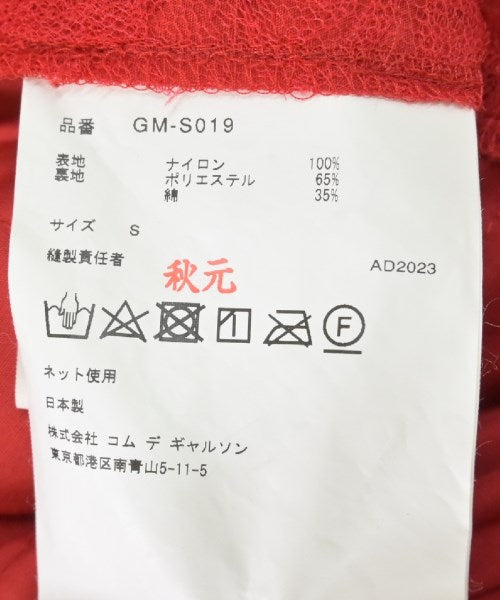 品番 GM-S019
表地 ナイロン 100%
裏地 ポリエステル 65%
綿 35%
サイズ S
縫製責任者 秋元 AD2023
F
ネット使用
日本製
株式会社 コム デ ギャルソン
東京都港区南青山5-11-5